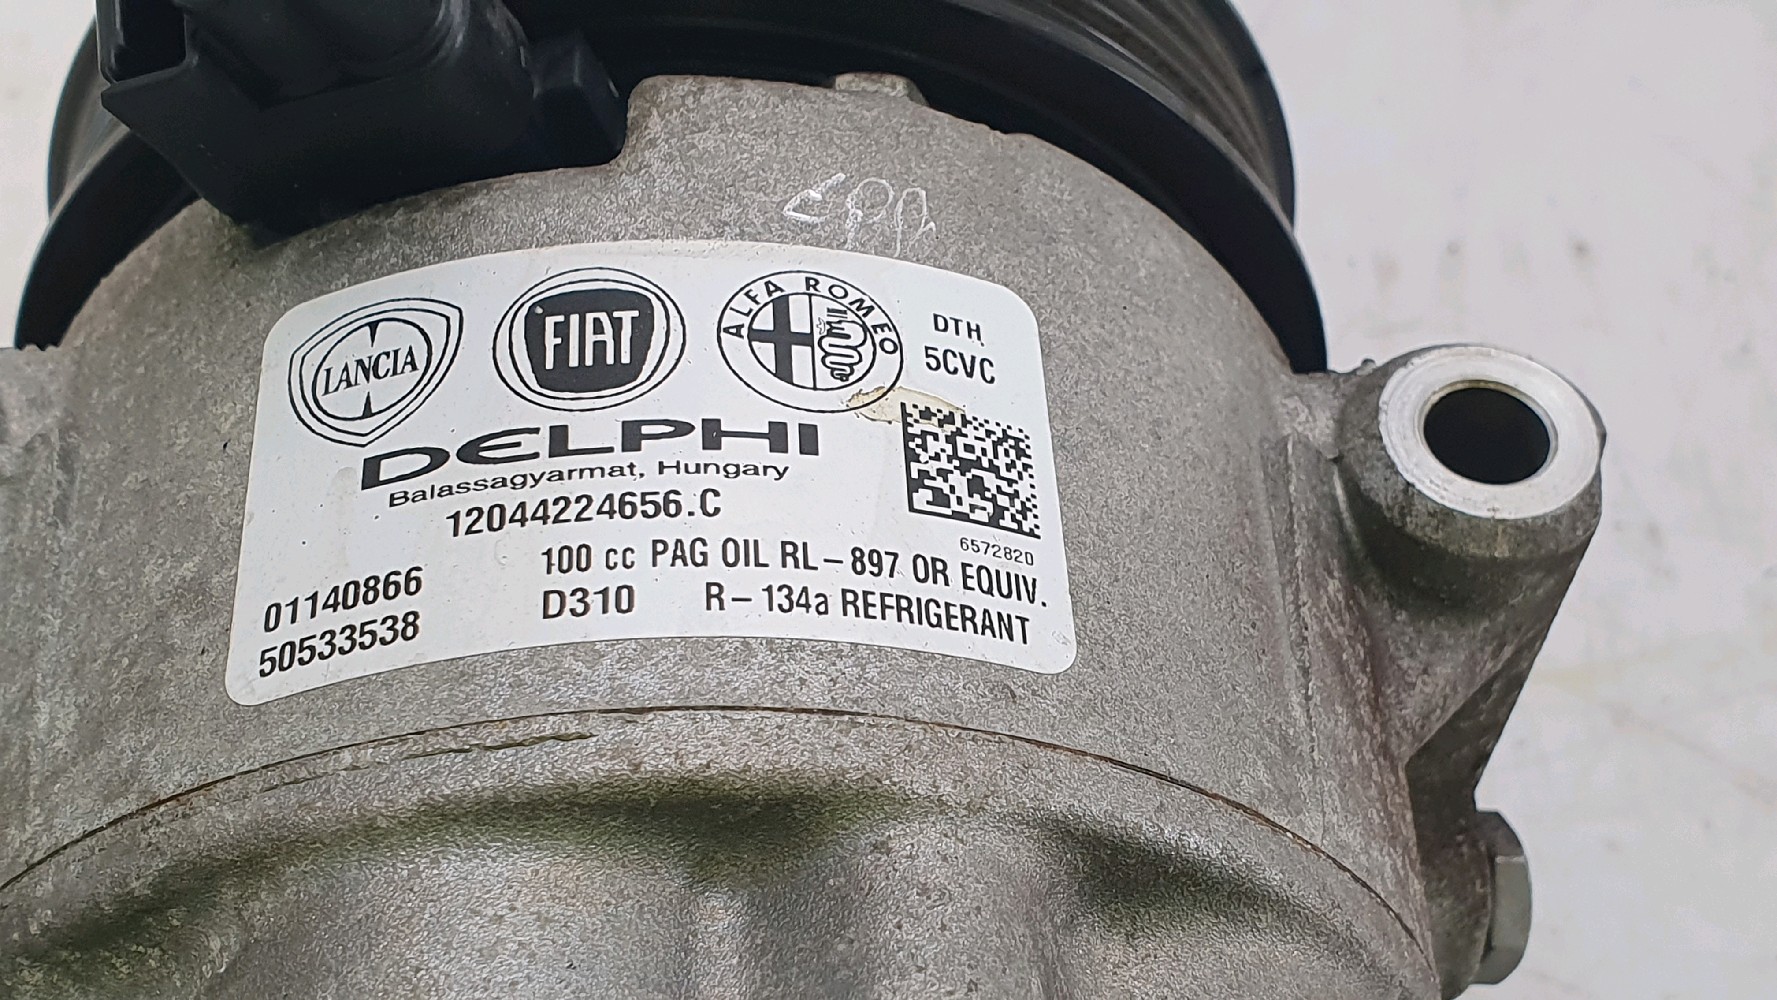 LANCIA
FIAT
ALFA ROMEO
DTH
5CVC
DELPHI
Balassagyarmat, Hungary
12044224656.C
6572820
100 cc PAG OIL RL-897 OR EQUIV.
01140866
D310 R-134a REFRIGERANT
50533538